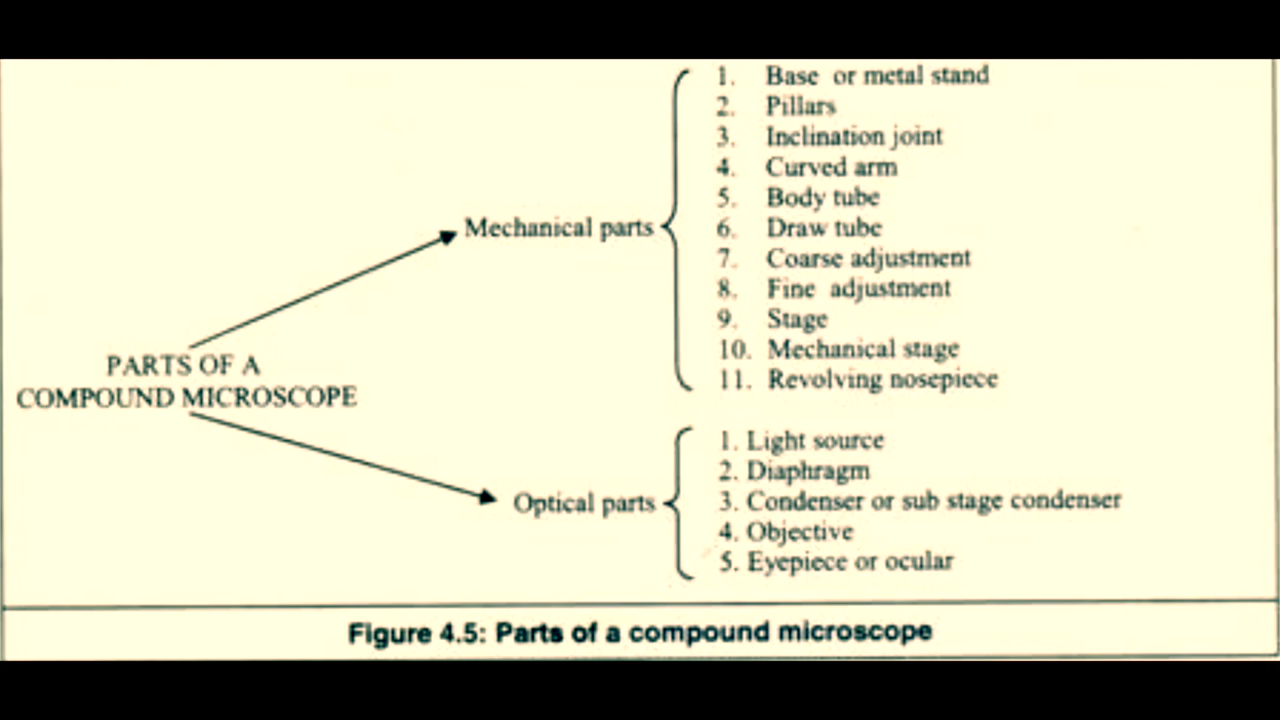 1. Base or metal stand
2. Pillars
3. Inclination joint
4. Curved arm
5. Body tube
Mechanical parts
6. Draw tube
7. Coarse adjustment
8. Fine adjustment
9. Stage
10. Mechanical stage
11. Revolving nosepiece
PARTS OF A
COMPOUND MICROSCOPE
Optical parts
1. Light source
2. Diaphragm
3. Condenser or sub stage condenser
4. Objective
5. Eyepiece or ocular
Figure 4.5: Parts of a compound microscope